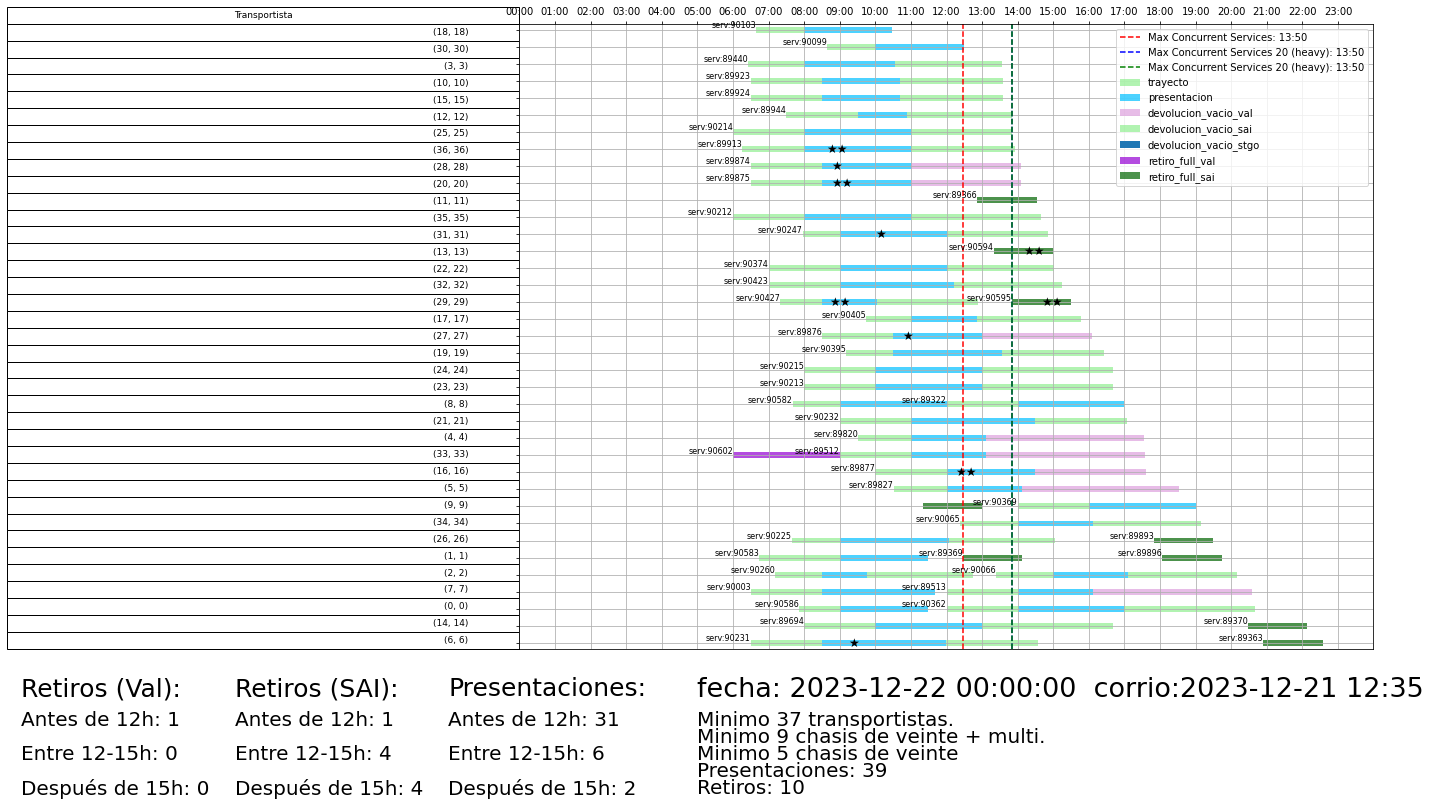 Transportista
00:00 01:00 02:00 03:00 04:00 05:00 06:00 07:00 08:00 09:00 10:00 11:00 12:00 13:00 14:00 15:00 16:00 17:00 18:00 19:00 20:00 21:00 22:00 23:00
(18, 18) serv:90103
(30, 30) serv:90099
(3, 3) serv:89440
(10, 10) serv:89923
(15, 15) serv:89924
(12, 12) serv:89944
(25, 25) serv:90214
(36, 36) serv:89913
(28, 28) serv:89874
(20, 20) serv:89875
(11, 11) serv:89366
(35, 35) serv:90212
(31, 31) serv:90247
(13, 13) serv:90594
(22, 22) serv:90374
(32, 32) serv:90423
(29, 29) serv:90427 serv:90595
(17, 17) serv:90405
(27, 27) serv:89876
(19, 19) serv:90395
(24, 24) serv:90215
(23, 23) serv:90213
(8, 8) serv:90582 serv:89322
(21, 21) serv:90232
(4, 4) serv:89820
(33, 33) serv:90602 serv:89512
(16, 16) serv:89877
(5, 5) serv:89827
(9, 9) serv:90369
(34, 34) serv:90065
(26, 26) serv:90225 serv:89893
(1, 1) serv:90583 serv:89369 serv:89896
(2, 2) serv:90260 serv:90066
(7, 7) serv:90003 serv:89513
(0, 0) serv:90586 serv:90362
(14, 14) serv:89694 serv:89370
(6, 6) serv:90231 serv:89363
Max Concurrent Services: 13:50
Max Concurrent Services 20 (heavy): 13:50
Max Concurrent Services 20 (heavy): 13:50
trayecto
presentacion
devolucion_vacio_val
devolucion_vacio_sai
devolucion_vacio_stgo
retiro_full_val
retiro_full_sai
Retiros (Val):
Antes de 12h: 1
Entre 12-15h: 0
Después de 15h: 0
Retiros (SAI):
Antes de 12h: 1
Entre 12-15h: 4
Después de 15h: 4
Presentaciones:
Antes de 12h: 31
Entre 12-15h: 6
Después de 15h: 2
fecha: 2023-12-22 00:00:00 corrio:2023-12-21 12:35
Minimo 37 transportistas.
Minimo 9 chasis de veinte + multi.
Minimo 5 chasis de veinte
Presentaciones: 39
Retiros: 10